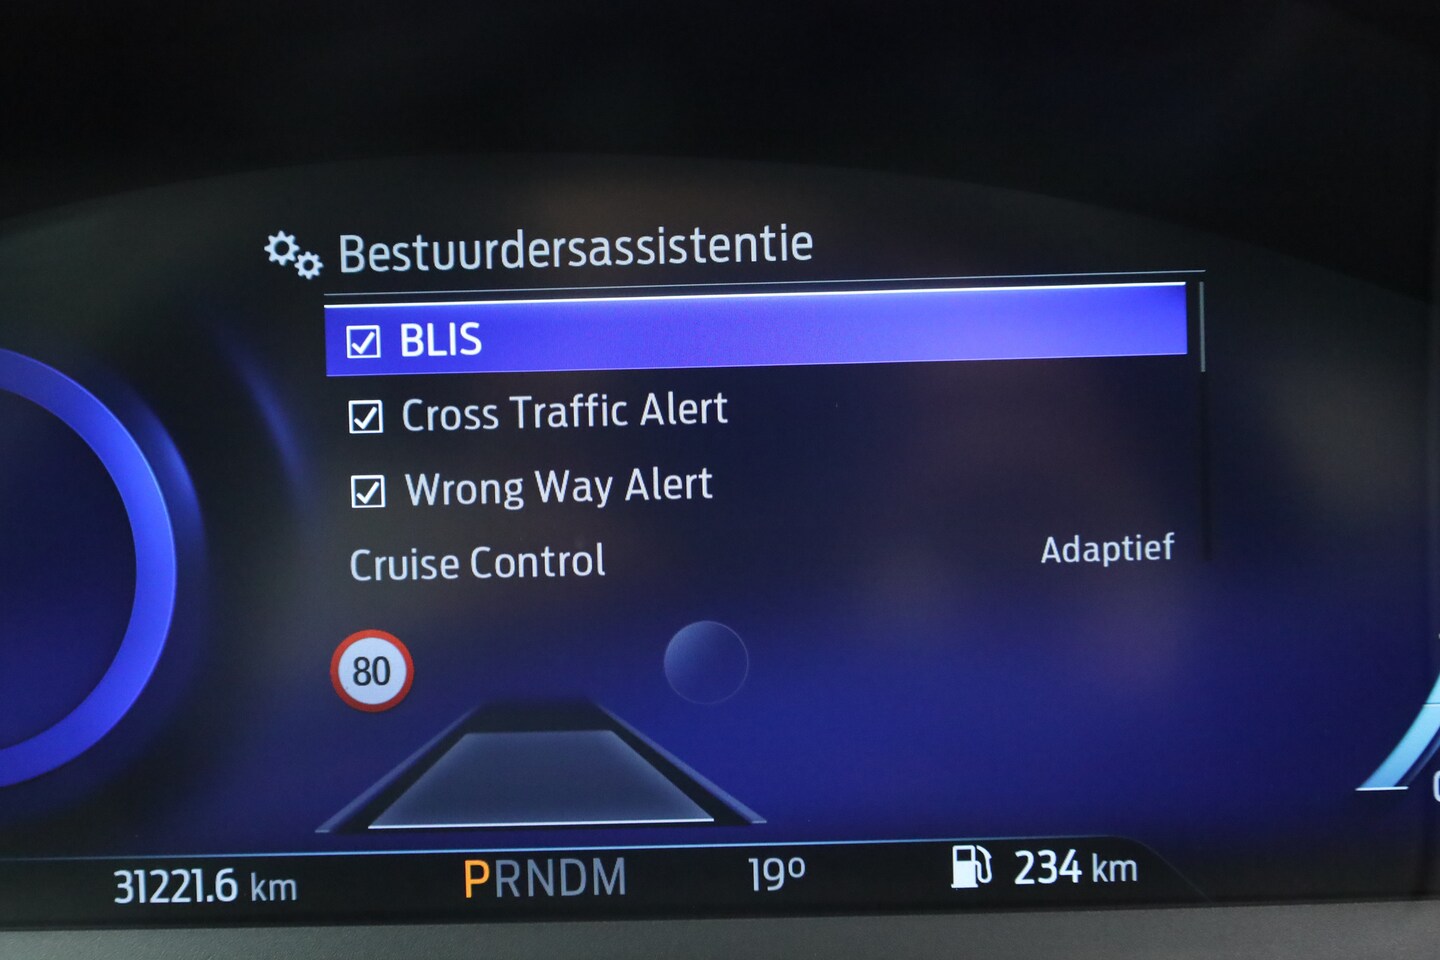 Bestuurdersassistentie
BLIS
Cross Traffic Alert
Wrong Way Alert
Cruise Control Adaptief
80
31221.6 km PRNDM 19º 234 km